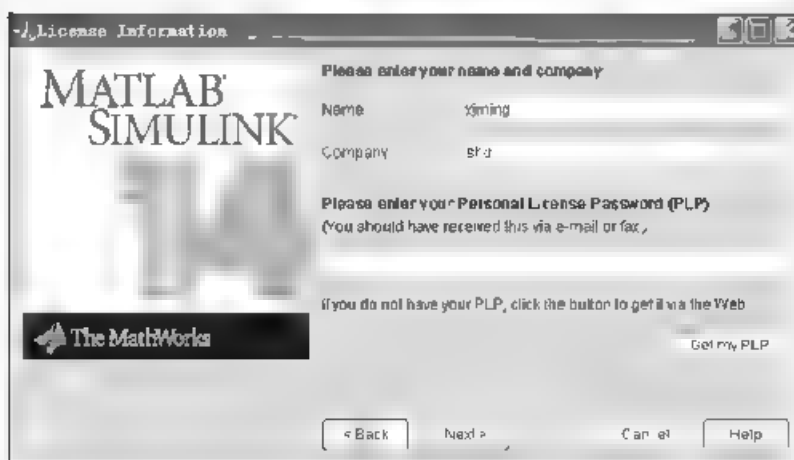 License Information
MATLAB
SIMULINK
14
The MathWorks
Please enter your name and company
Name ximing
Company
Please enter your Personal License Password (PLP)
(You should have received this via e-mail or fax.)
If you do not have your PLP, click the button to get it via the Web
Get my PLP
< Back Next > Cancel Help